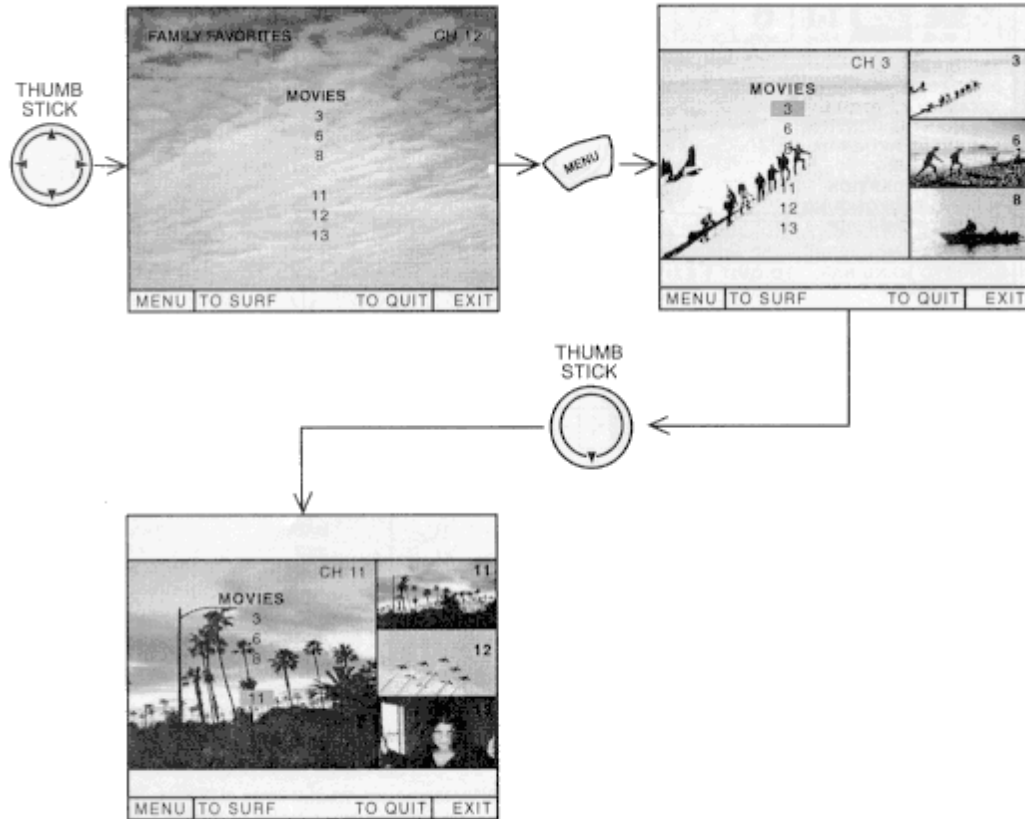 THUMB
STICK
FAMILY FAVORITES CH 12
MOVIES
3
6
8
11
12
13
MENU TO SURF TO QUIT EXIT
MENU
CH 3
MOVIES
3
6
8
11
12
13
3
6
8
MENU TO SURF TO QUIT EXIT
THUMB
STICK
CH 11
MOVIES
3
6
8
11
11
12
13
MENU TO SURF TO QUIT EXIT